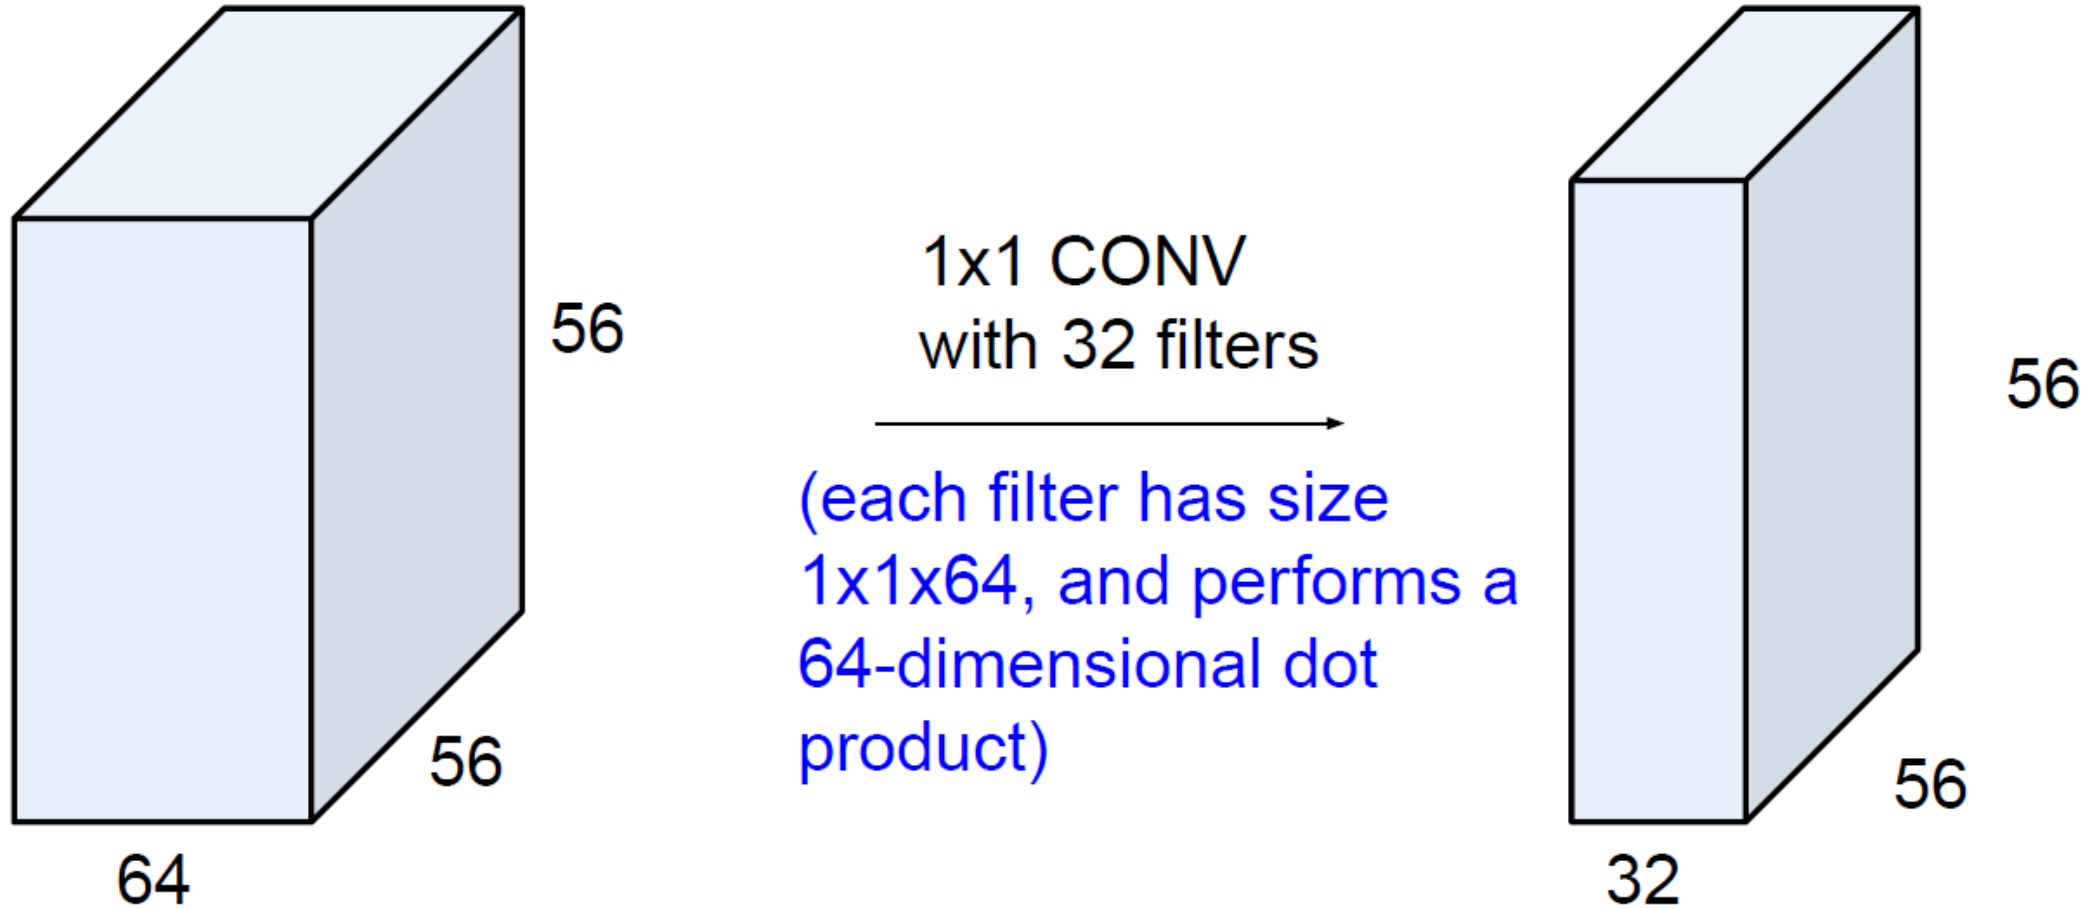 56
56
64
1x1 CONV
with 32 filters
(each filter has size
1x1x64, and performs a
64-dimensional dot
product)
56
56
32